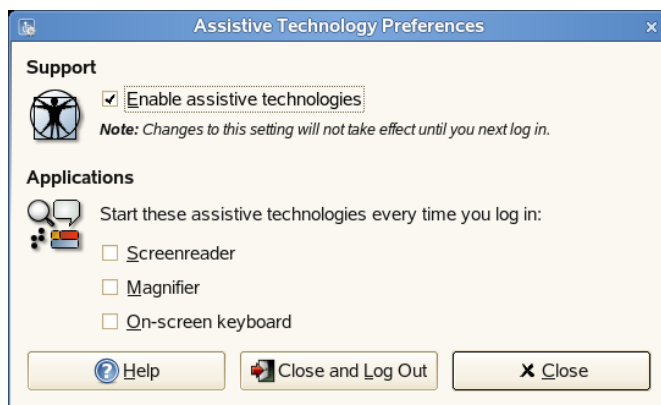 Assistive Technology Preferences
Support
Enable assistive technologies
Note: Changes to this setting will not take effect until you next log in.
Applications
Start these assistive technologies every time you log in:
Screenreader
Magnifier
On-screen keyboard
Help
Close and Log Out
Close